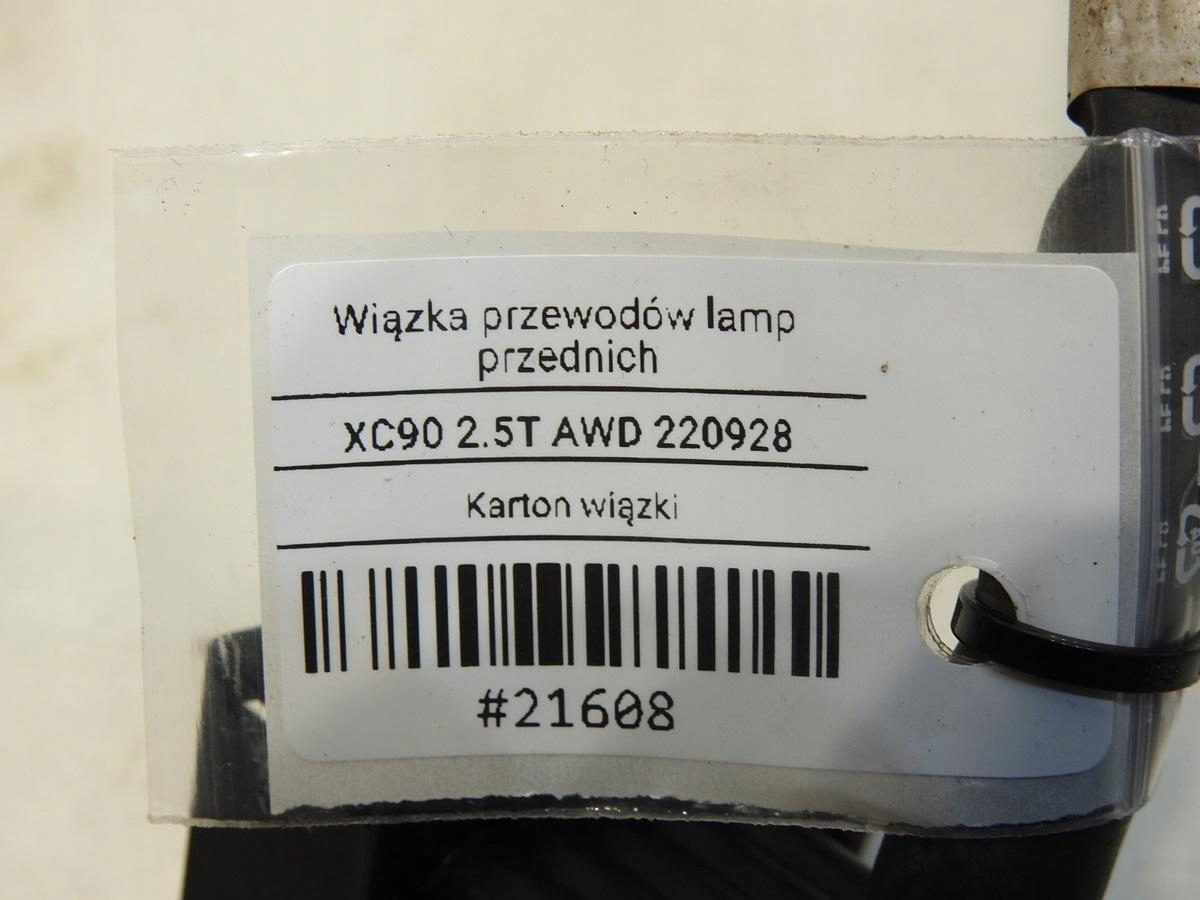 Wiązka przewodów lamp
przednich
XC90 2.5T AWD 220928
Karton wiązki
#21608